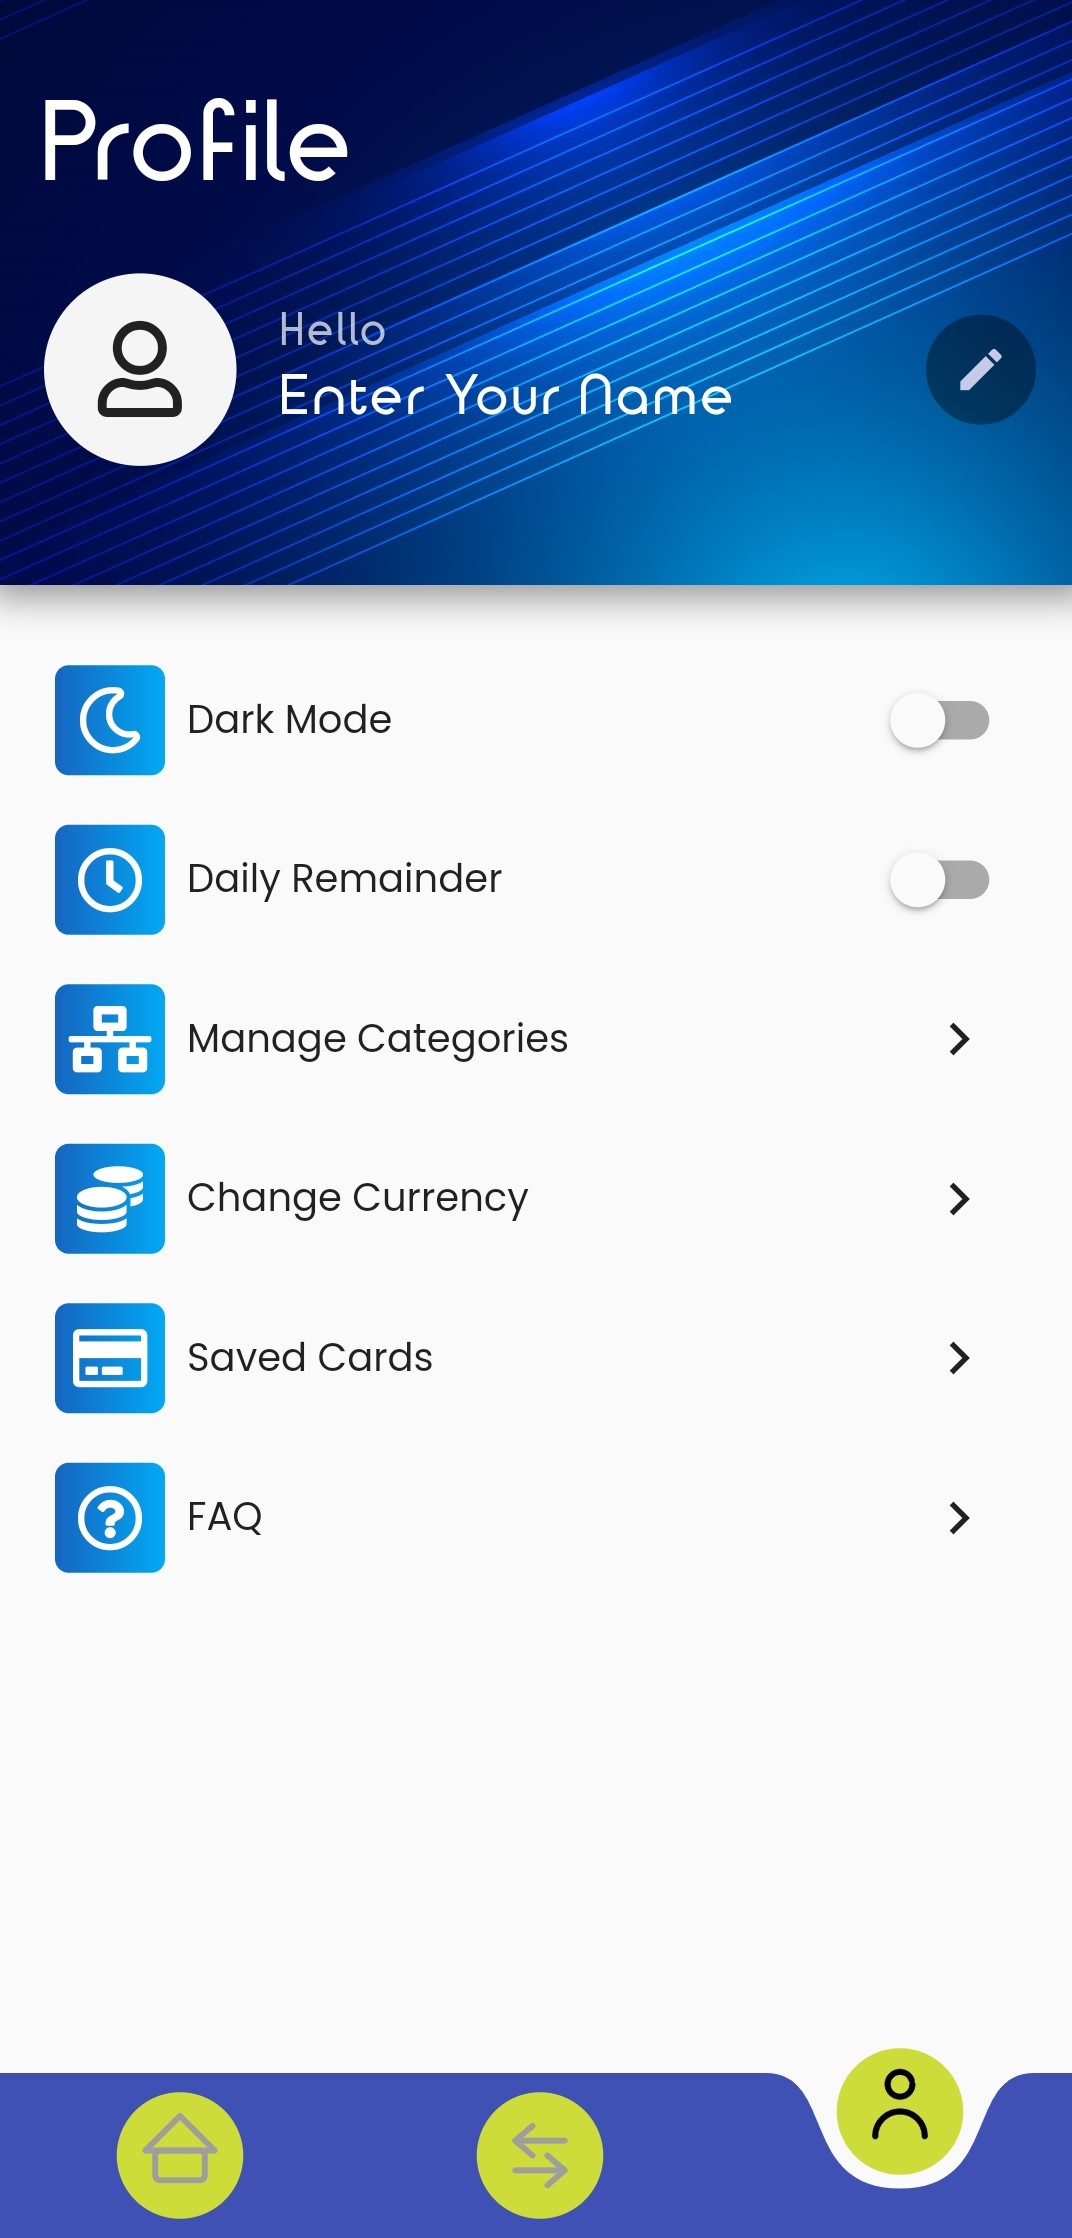 Profile
Hello
Enter Your Name
Dark Mode
Daily Remainder
Manage Categories
Change Currency
Saved Cards
FAQ